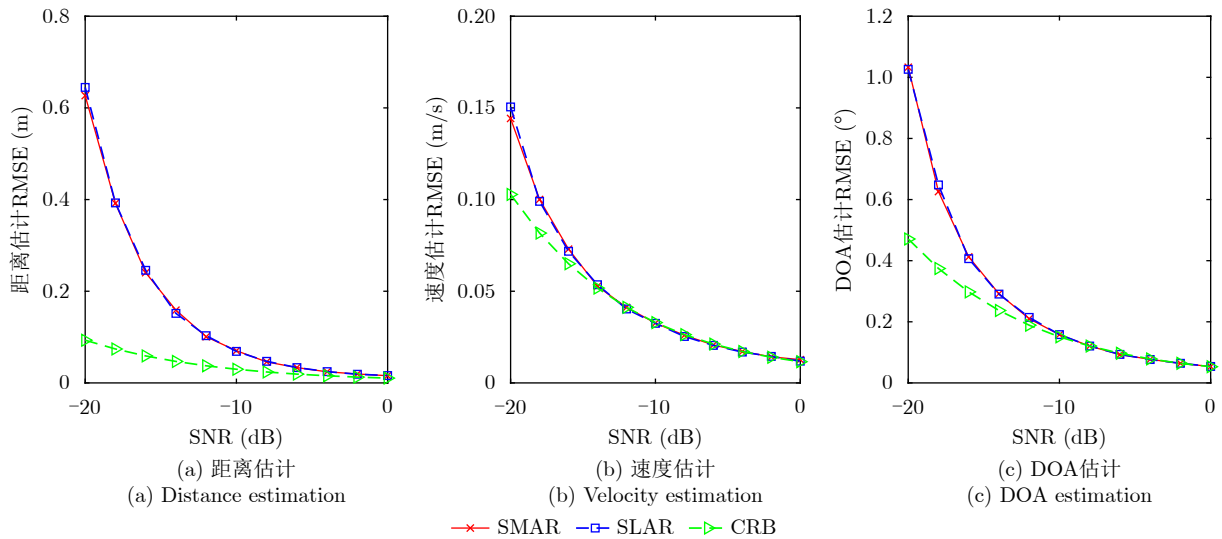 0.8
0.6
0.4
0.2
0
−20
−10
0
距离估计RMSE (m)
SNR (dB)
(a) 距离估计
(a) Distance estimation
0.20
0.15
0.10
0.05
0
−20
−10
0
速度估计RMSE (m/s)
SNR (dB)
(b) 速度估计
(b) Velocity estimation
1.2
1.0
0.8
0.6
0.4
0.2
0
−20
−10
0
DOA估计RMSE (°)
SNR (dB)
(c) DOA估计
(c) DOA estimation
SMAR SLAR CRB